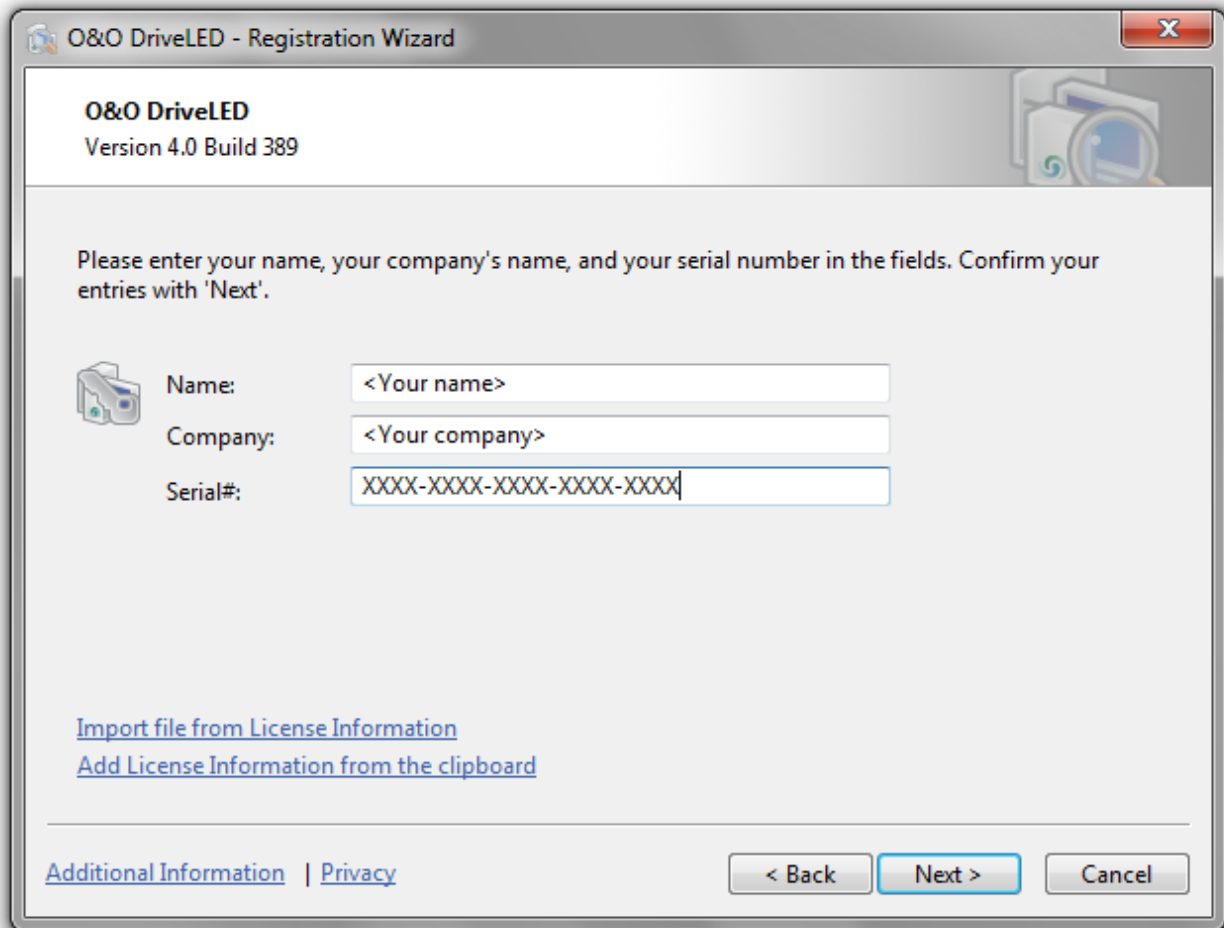 O&O DriveLED - Registration Wizard
O&O DriveLED
Version 4.0 Build 389
Please enter your name, your company's name, and your serial number in the fields. Confirm your
entries with 'Next'.
Name: <Your name>
Company: <Your company>
Serial#: XXXX-XXXX-XXXX-XXXX-XXXX
Import file from License Information
Add License Information from the clipboard
Additional Information | Privacy < Back Next > Cancel